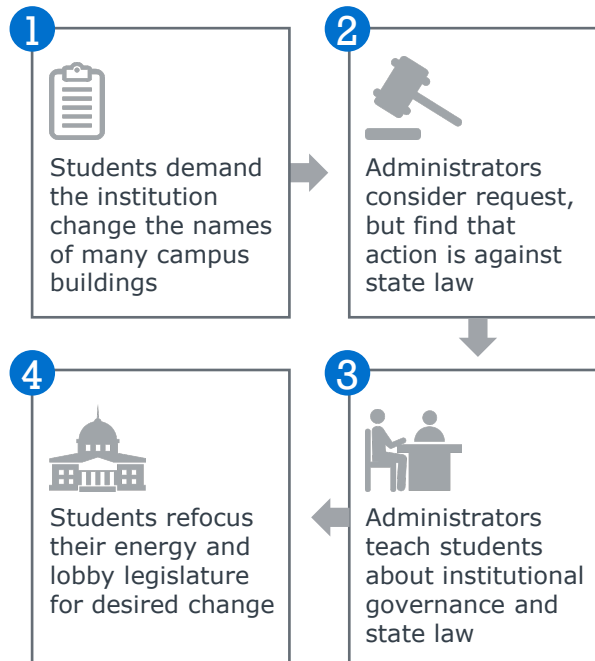 1
Students demand
the institution
change the names
of many campus
buildings
2
Administrators
consider request,
but find that
action is against
state law
3
Administrators
teach students
about institutional
governance and
state law
4
Students refocus
their energy and
lobby legislature
for desired change